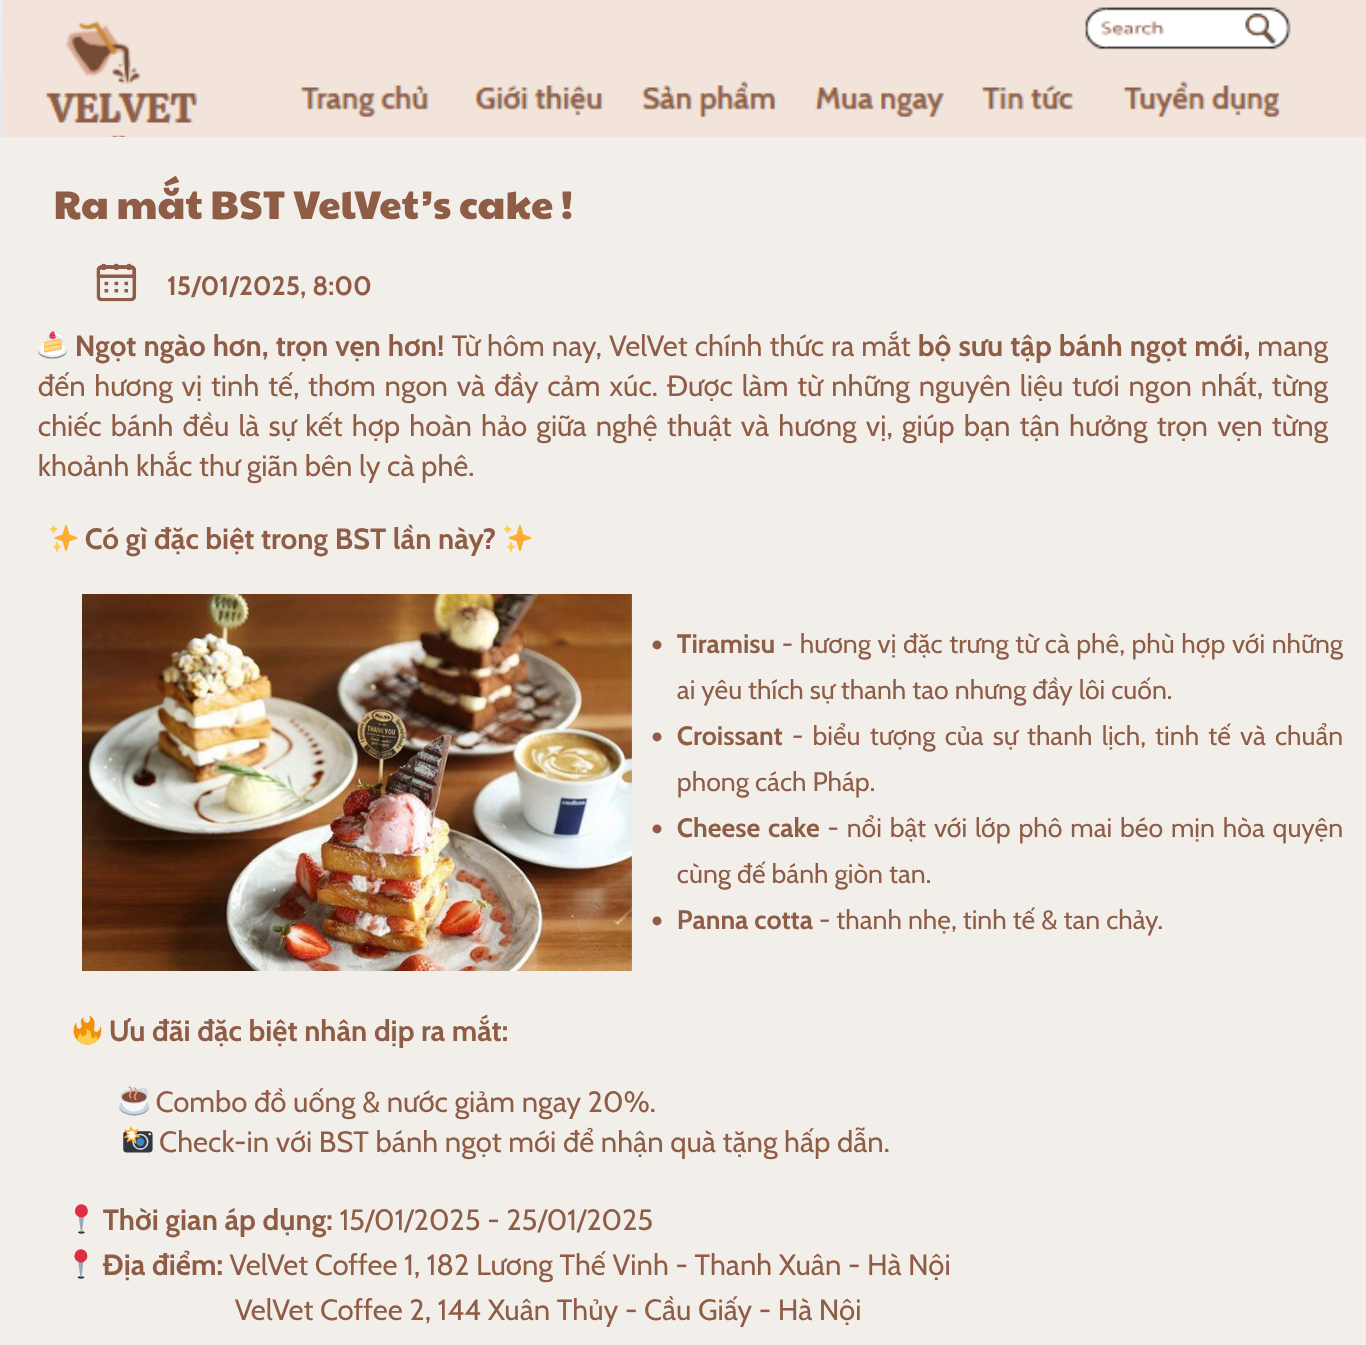 Search
VELVET
Trang chủ Giới thiệu Sản phẩm Mua ngay Tin tức Tuyển dụng
Ra mắt BST VelVet's cake !
15/01/2025, 8:00
🍰 Ngọt ngào hơn, trọn vẹn hơn! Từ hôm nay, VelVet chính thức ra mắt bộ sưu tập bánh ngọt mới, mang
đến hương vị tinh tế, thơm ngon và đầy cảm xúc. Được làm từ những nguyên liệu tươi ngon nhất, từng
chiếc bánh đều là sự kết hợp hoàn hảo giữa nghệ thuật và hương vị, giúp bạn tận hưởng trọn vẹn từng
khoảnh khắc thư giãn bên ly cà phê.
✨ Có gì đặc biệt trong BST lần này? ✨
THANK YOU
• Tiramisu - hương vị đặc trưng từ cà phê, phù hợp với những
ai yêu thích sự thanh tao nhưng đầy lôi cuốn.
• Croissant - biểu tượng của sự thanh lịch, tinh tế và chuẩn
phong cách Pháp.
• Cheese cake - nổi bật với lớp phô mai béo mịn hòa quyện
cùng đế bánh giòn tan.
• Panna cotta - thanh nhẹ, tinh tế & tan chảy.
🔥 Ưu đãi đặc biệt nhân dịp ra mắt:
☕ Combo đồ uống & nước giảm ngay 20%.
📸 Check-in với BST bánh ngọt mới để nhận quà tặng hấp dẫn.
📍 Thời gian áp dụng: 15/01/2025 - 25/01/2025
📍 Địa điểm: VelVet Coffee 1, 182 Lương Thế Vinh - Thanh Xuân - Hà Nội
VelVet Coffee 2, 144 Xuân Thủy - Cầu Giấy - Hà Nội